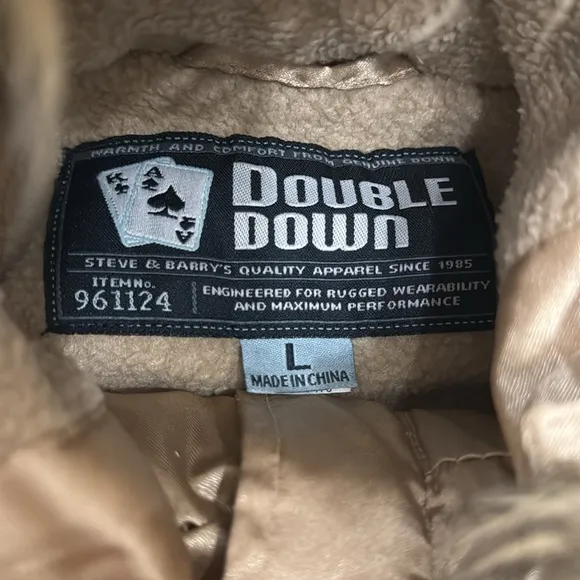 WARMTH AND COMFORT FROM DOWN
DOUBLE
DOWN
STEVE & BARRY'S QUALITY APPAREL SINCE 1985
ITEM No.
961124
ENGINEERED FOR RUGGED WEARABILITY
AND MAXIMUM PERFORMANCE
L
MADE IN CHINA